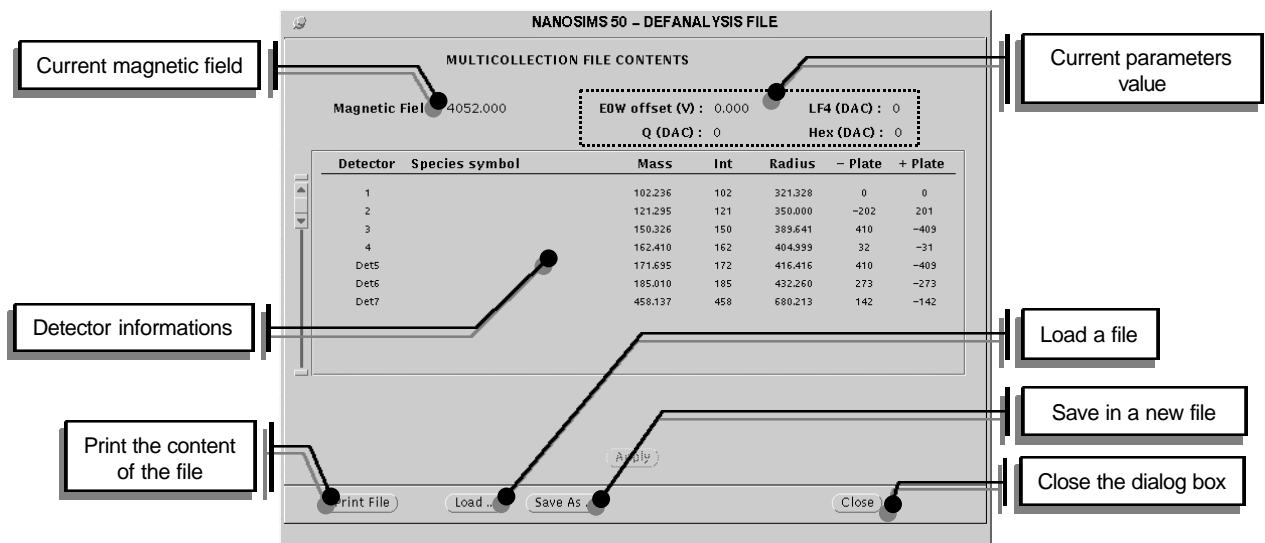 NANOSIMS 50 – DEFANALYSIS FILE
Current magnetic field
MULTICOLLECTION FILE CONTENTS
Current parameters
value
Magnetic Fiel 4052.000
E0W offset (V) : 0.000 LF4 (DAC) : 0
Q (DAC) : 0 Hex (DAC) : 0
Detector Species symbol Mass Int Radius – Plate + Plate
1 102.236 102 321.328 0 0
2 121.295 121 350.000 –202 201
3 150.326 150 389.641 410 –409
4 162.410 162 404.999 32 –31
Det5 171.695 172 416.416 410 –409
Det6 185.010 185 432.260 273 –273
Det7 458.137 458 680.213 142 –142
Detector informations
Load a file
Save in a new file
Print the content
of the file
Apply
Close the dialog box
Print File Load .. Save As . Close